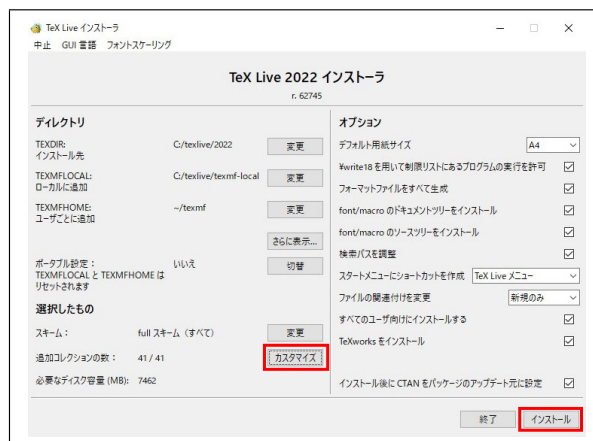 TeX Live インストーラ
中止 GUI 言語 フォントスケーリング
TeX Live 2022 インストーラ
r. 62745
ディレクトリ
TEXDIR: C:/texlive/2022 変更
インストール先
TEXMFLOCAL: C:/texlive/texmf-local 変更
ローカルに追加
TEXMFHOME: ~/texmf 変更
ユーザごとに追加
さらに表示...
ポータブル設定： いいえ 切替
TEXMFLOCAL と TEXMFHOME は
リセットされます
選択したもの
スキーム： full スキーム（すべて） 変更
追加コレクションの数： 41 / 41 カスタマイズ
必要なディスク容量 (MB): 7462
オプション
デフォルト用紙サイズ A4
¥write18 を用いて制限リストにあるプログラムの実行を許可
フォーマットファイルをすべて生成
font/macro のドキュメントツリーをインストール
font/macro のソースツリーをインストール
検索パスを調整
スタートメニューにショートカットを作成 TeX Live メニュー
ファイルの関連付けを変更 新規のみ
すべてのユーザ向けにインストールする
TeXworks をインストール
インストール後に CTAN をパッケージのアップデート元に設定
終了 インストール